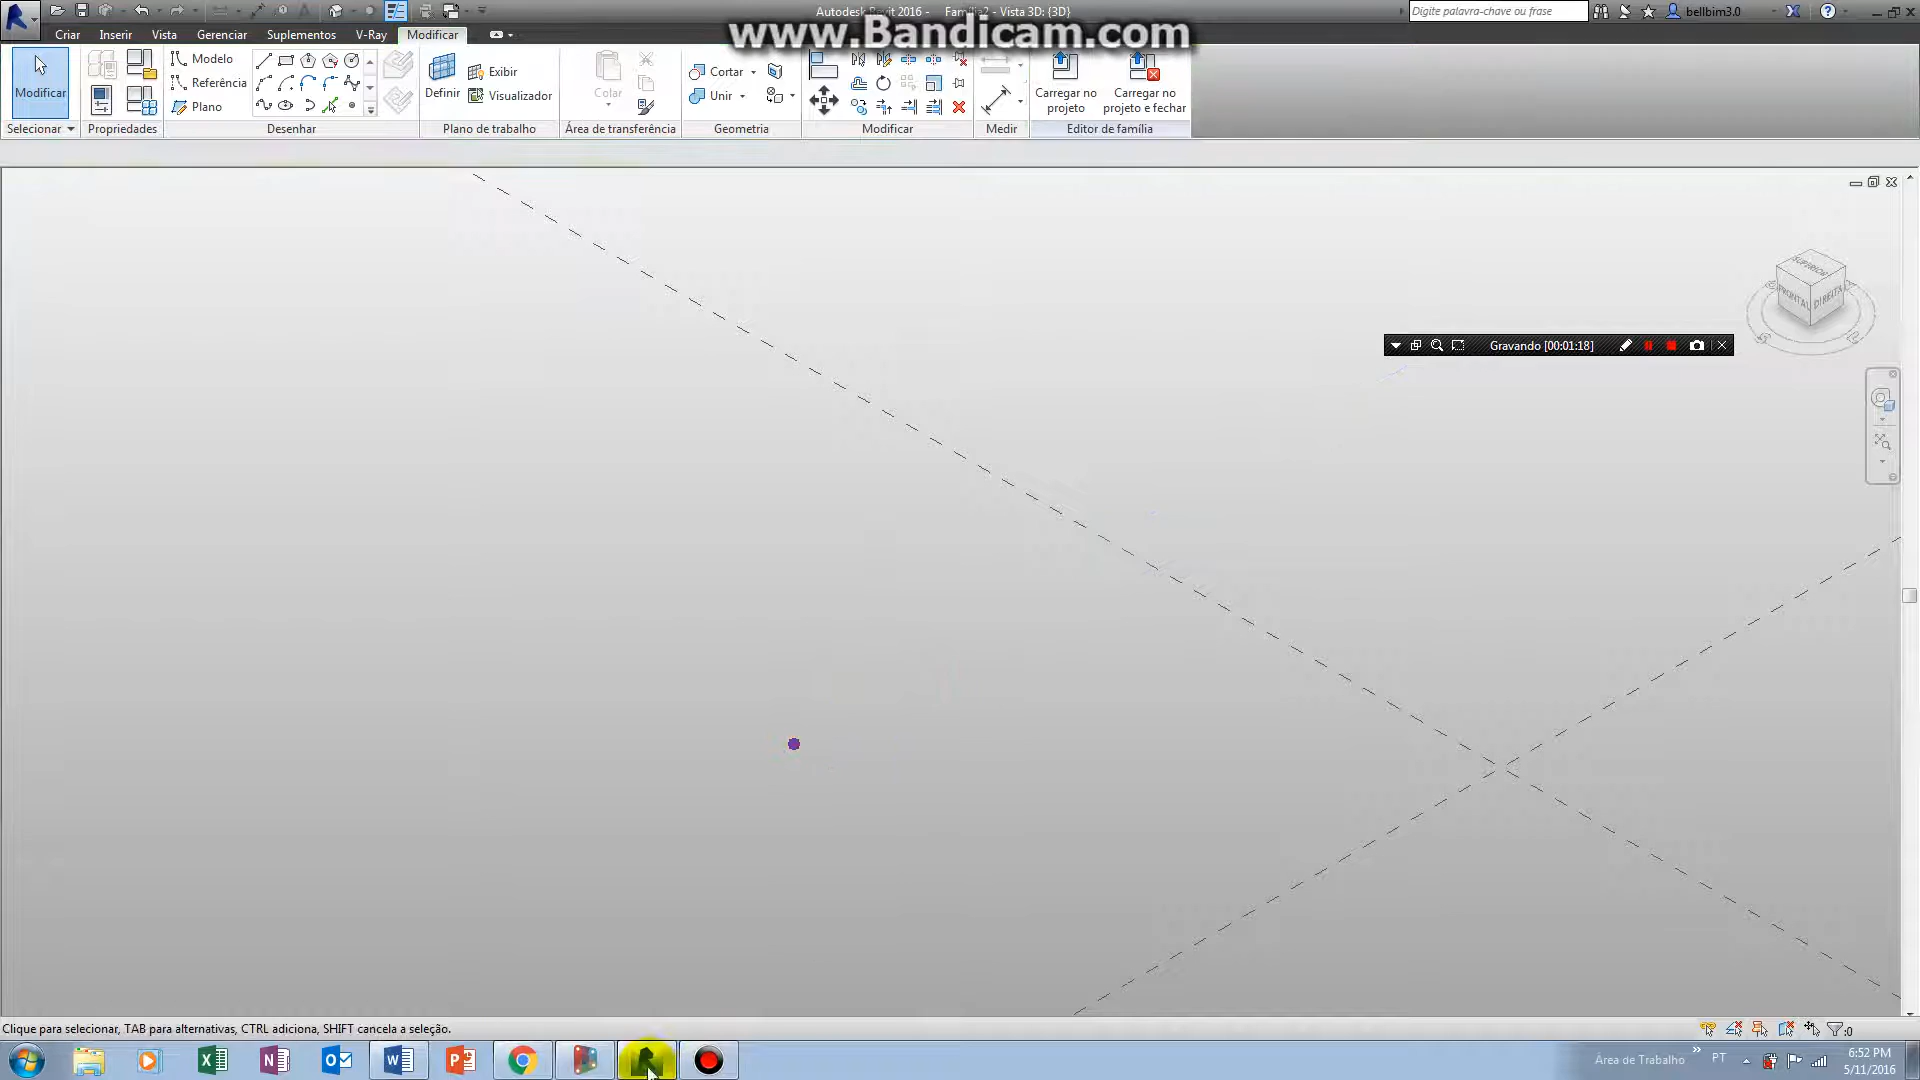 Autodesk Revit 2016 - Família2 - Vista 3D: {3D}
Digite palavra-chave ou frase
bellbim3.0
www.Bandicam.com
Criar Inserir Vista Gerenciar Suplementos V-Ray Modificar
Modificar
Modelo
Referência
Plano
Definir
Exibir
Visualizador
Colar
Cortar
Unir
Carregar no projeto
Carregar no projeto e fechar
Selecionar Propriedades Desenhar Plano de trabalho Área de transferência Geometria Modificar Medir Editor de família
SUPERIOR
FRONTAL DIREITA
Gravando [00:01:18]
Clique para selecionar, TAB para alternativas, CTRL adiciona, SHIFT cancela a seleção.
:0
Área de Trabalho » PT
6:52 PM
5/11/2016